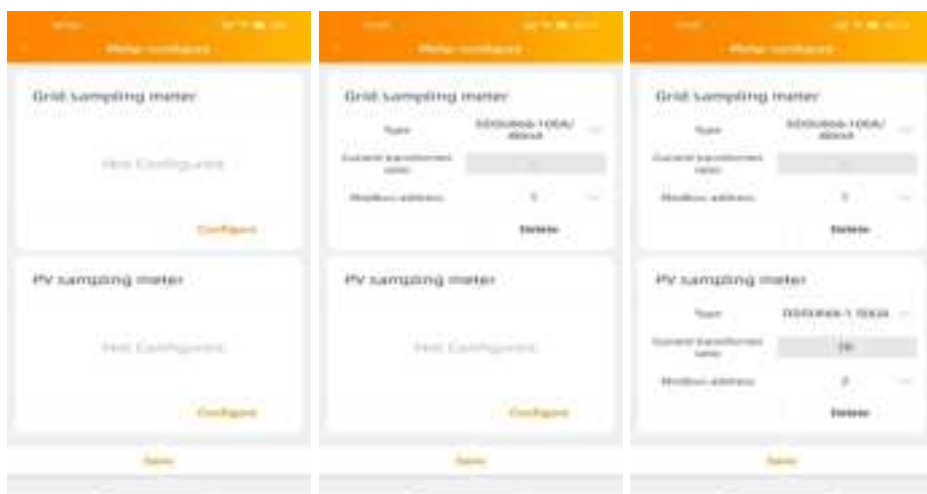 Meter configure
Grid sampling meter
Not Configured
Configure
PV sampling meter
Not Configured
Configure
Save
Meter configure
Grid sampling meter
Type
Current transformer ratio
Modbus address
1
Delete
PV sampling meter
Not Configured
Configure
Save
Meter configure
Grid sampling meter
Type
Current transformer ratio
Modbus address
1
Delete
PV sampling meter
Type
Current transformer ratio
Modbus address
2
Delete
Save